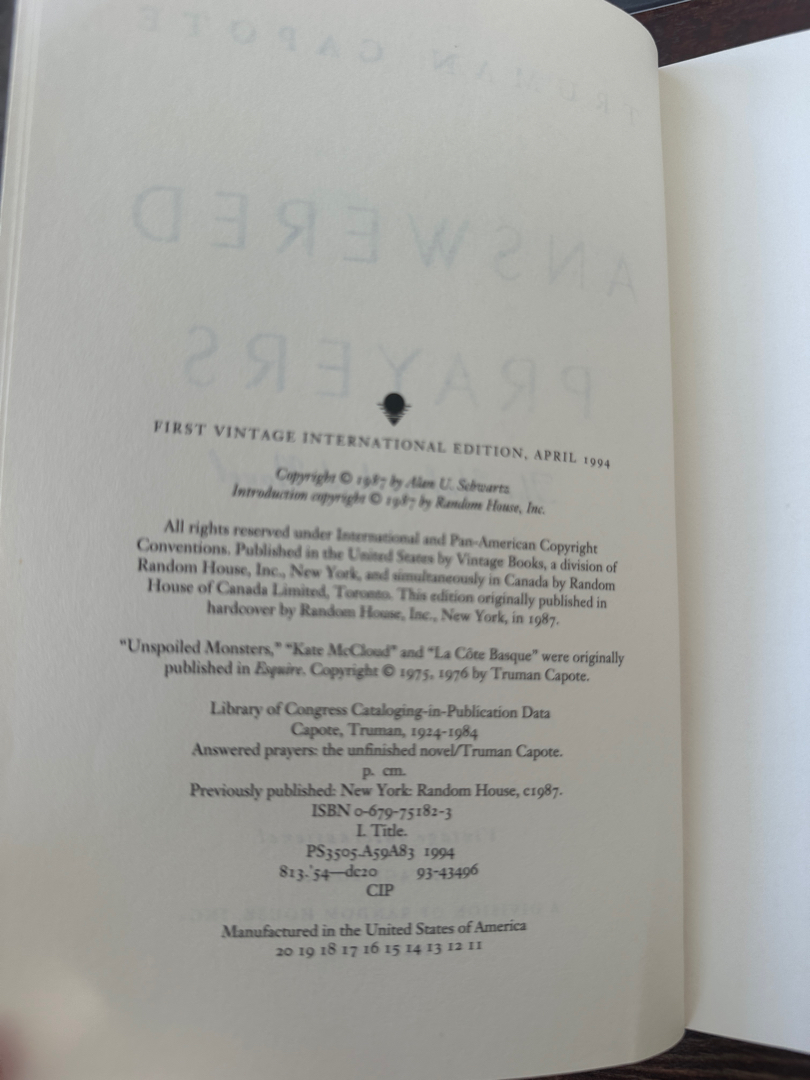 TRUMAN CAPOTE
ANSWERED
PRAYERS
FIRST VINTAGE INTERNATIONAL EDITION, APRIL 1994
Copyright © 1987 by Alan U. Schwartz
Introduction copyright © 1987 by Random House, Inc.
All rights reserved under International and Pan-American Copyright
Conventions. Published in the United States by Vintage Books, a division of
Random House, Inc., New York, and simultaneously in Canada by Random
House of Canada Limited, Toronto. This edition originally published in
hardcover by Random House, Inc., New York, in 1987.
“Unspoiled Monsters,” “Kate McCloud” and “La Côte Basque” were originally
published in Esquire. Copyright © 1975, 1976 by Truman Capote.
Library of Congress Cataloging-in-Publication Data
Capote, Truman, 1924-1984
Answered prayers: the unfinished novel/Truman Capote.
p. cm.
Previously published: New York: Random House, c1987.
ISBN 0-679-75182-3
I. Title.
PS3505.A59A83 1994
813.'54—dc20 93-43496
CIP
Manufactured in the United States of America
20 19 18 17 16 15 14 13 12 11